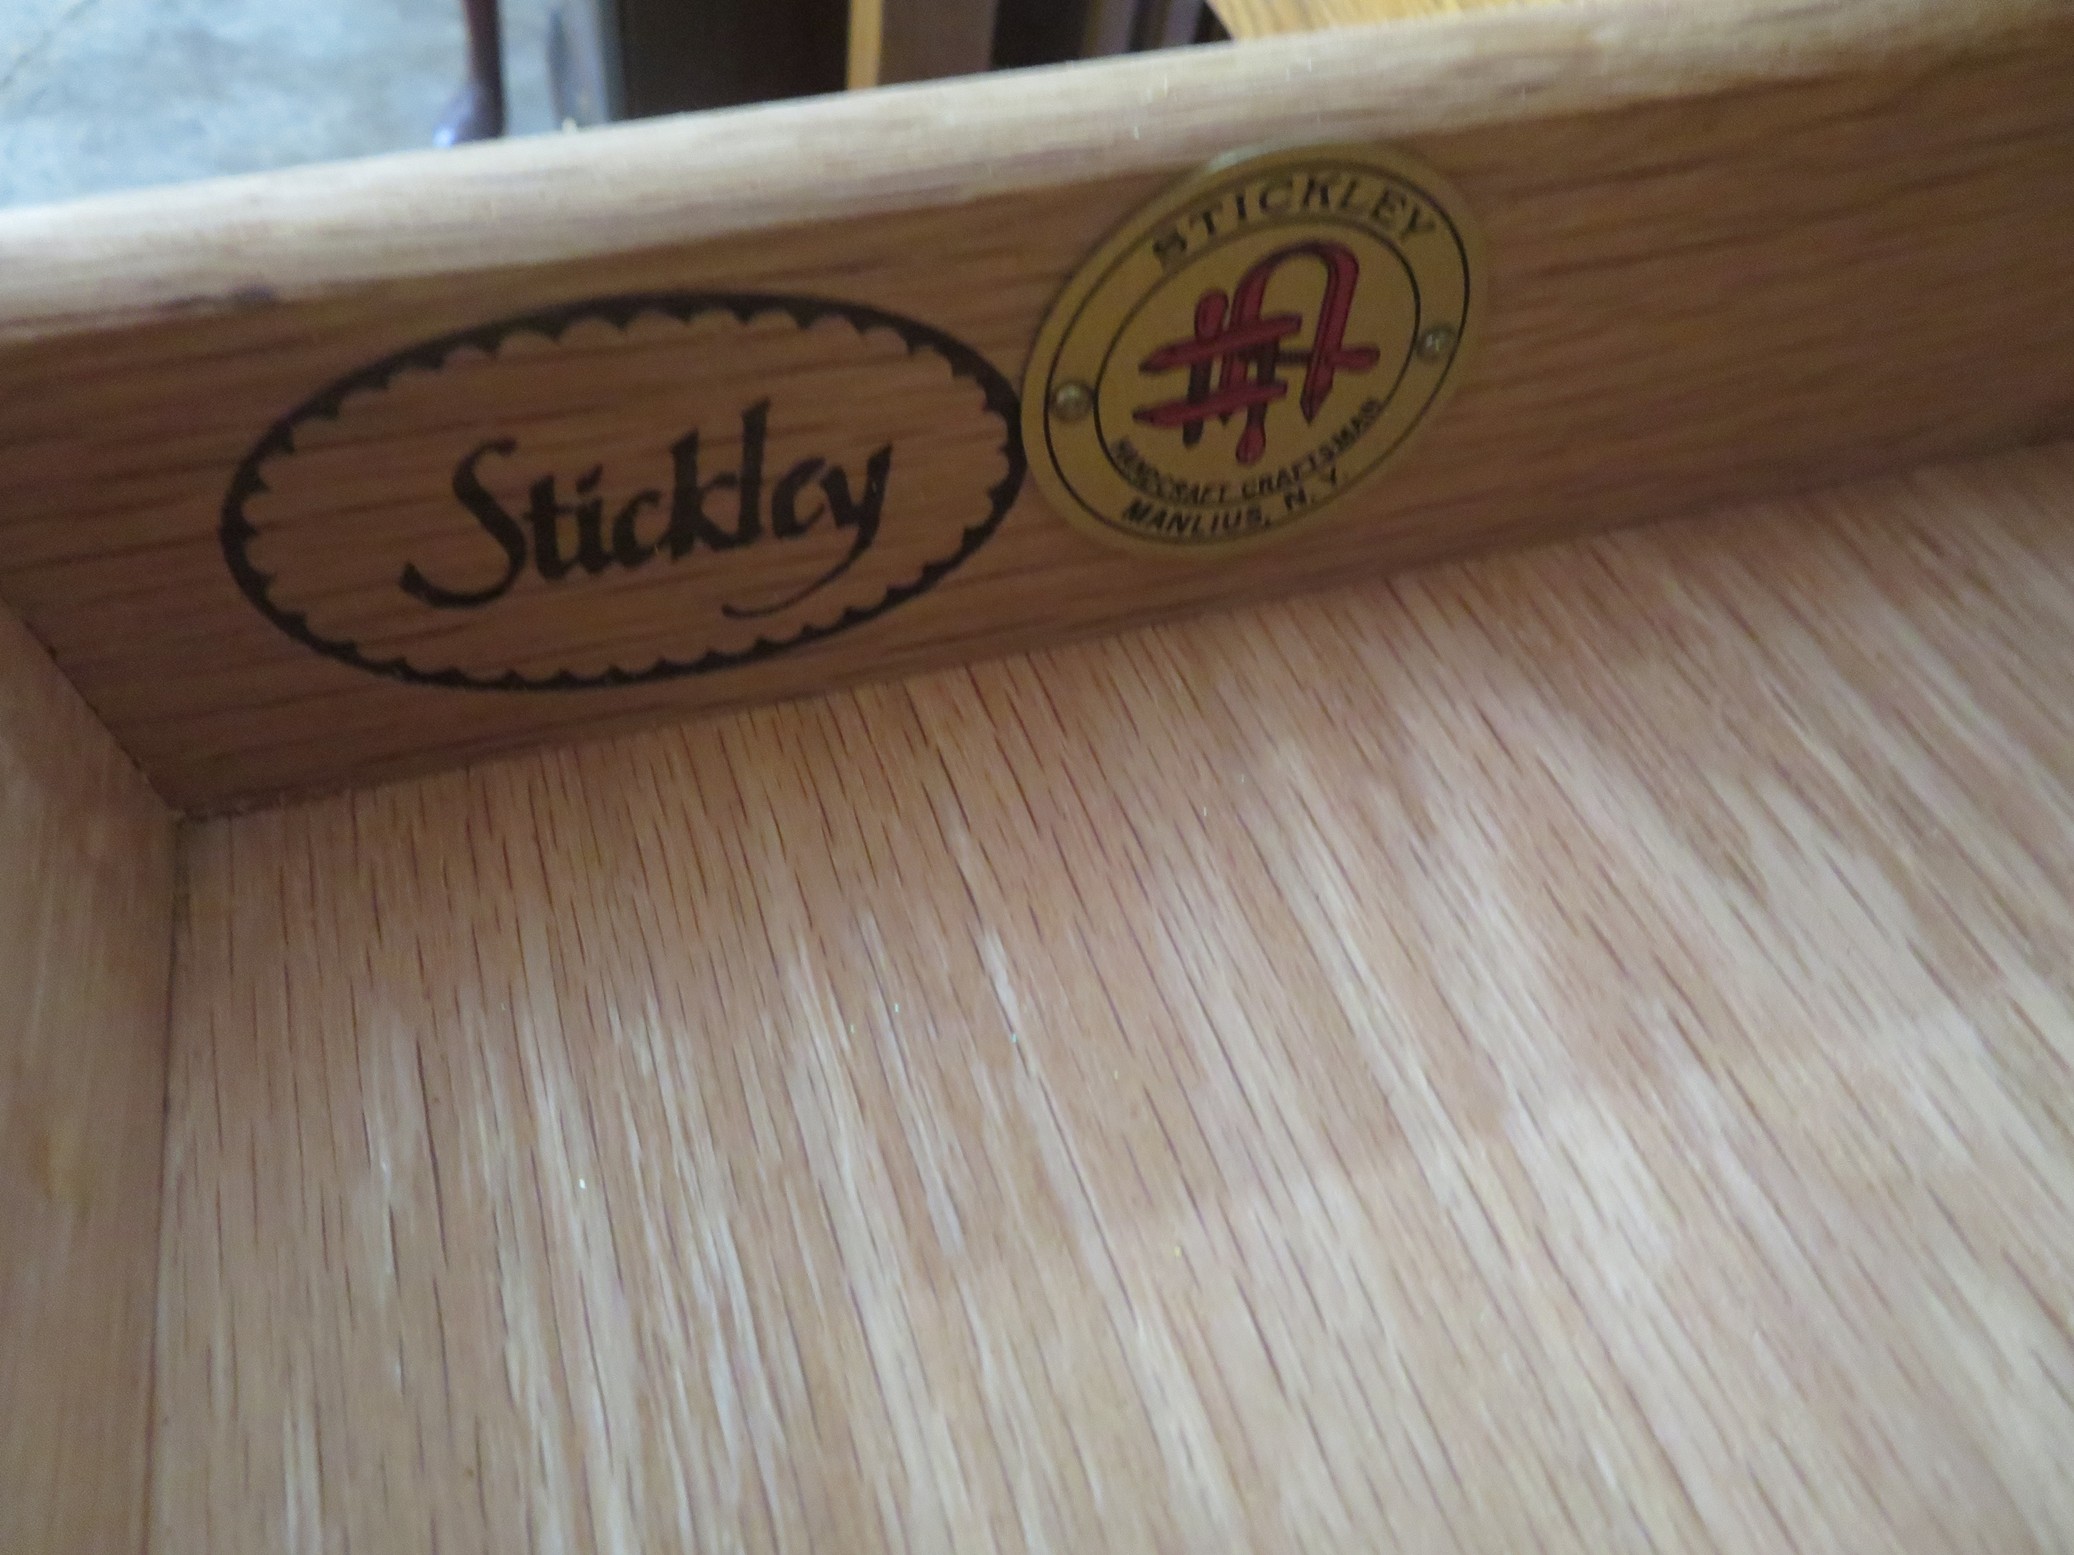 Stickley
STICKLEY
HANDCRAFT CRAFTSMAN
MANLIUS, N.Y.